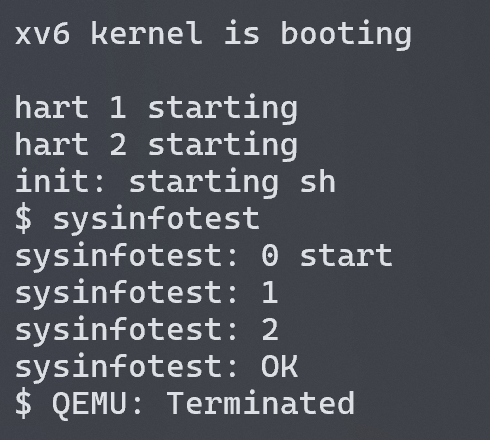 xv6 kernel is booting
hart 1 starting
hart 2 starting
init: starting sh
$ sysinfotest
sysinfotest: 0 start
sysinfotest: 1
sysinfotest: 2
sysinfotest: OK
$ QEMU: Terminated